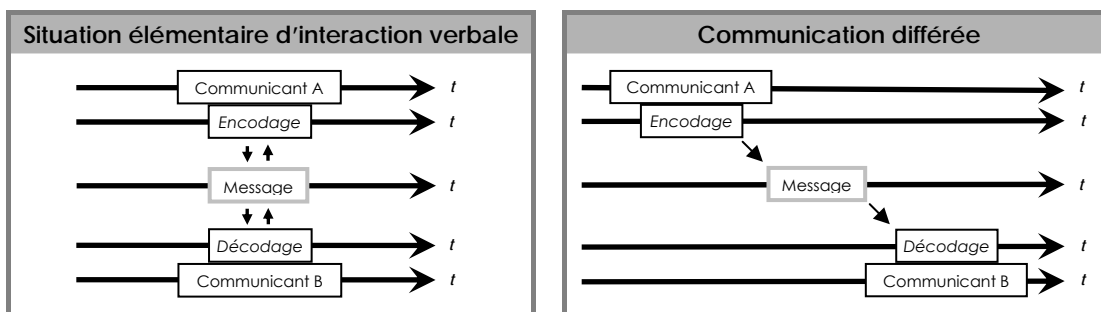 Situation élémentaire d'interaction verbale
Communicant A
t
Encodage
t
Message
t
Décodage
t
Communicant B
t
Communication différée
Communicant A
t
Encodage
t
Message
t
Décodage
t
Communicant B
t